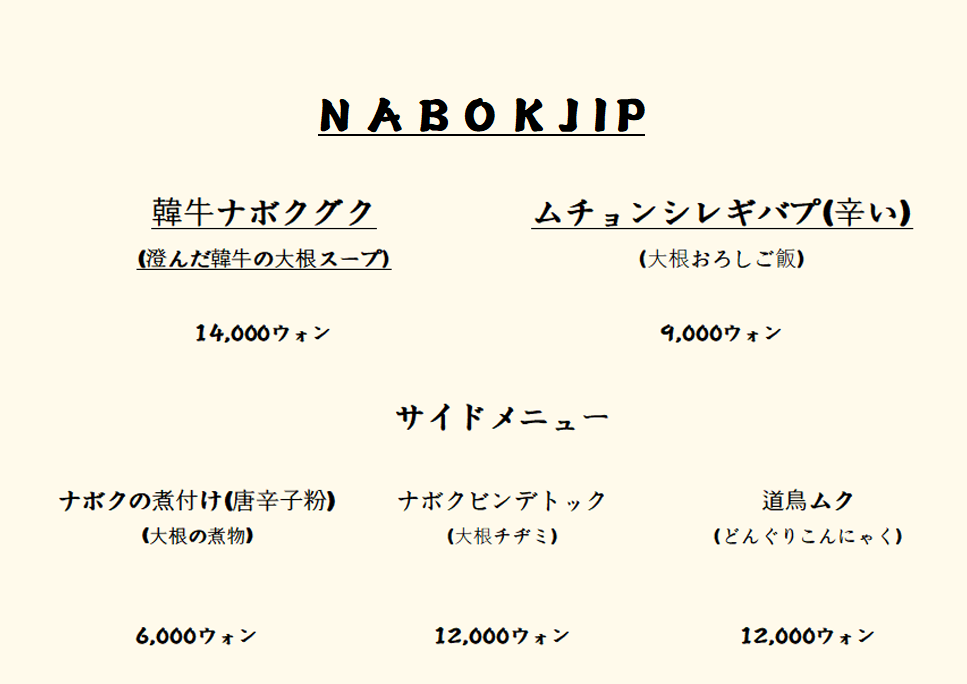 NABOKJIP
韓牛ナボクグク
(澄んだ韓牛の大根スープ)
14,000ウォン
ムチョンシレギバプ(辛い)
(大根おろしご飯)
9,000ウォン
サイドメニュー
ナボクの煮付け(唐辛子粉)
(大根の煮物)
6,000ウォン
ナボクビンデトック
(大根チヂミ)
12,000ウォン
道鳥ムク
(どんぐりこんにゃく)
12,000ウォン